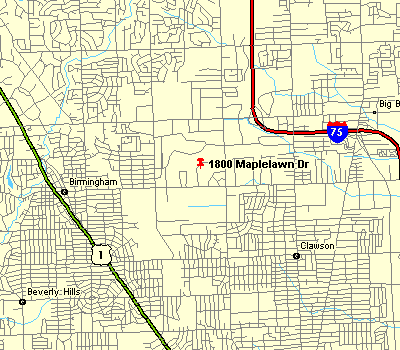 Big B
75
1800 Maplelawn Dr
Birmingham
Clawson
1
Beverly Hills